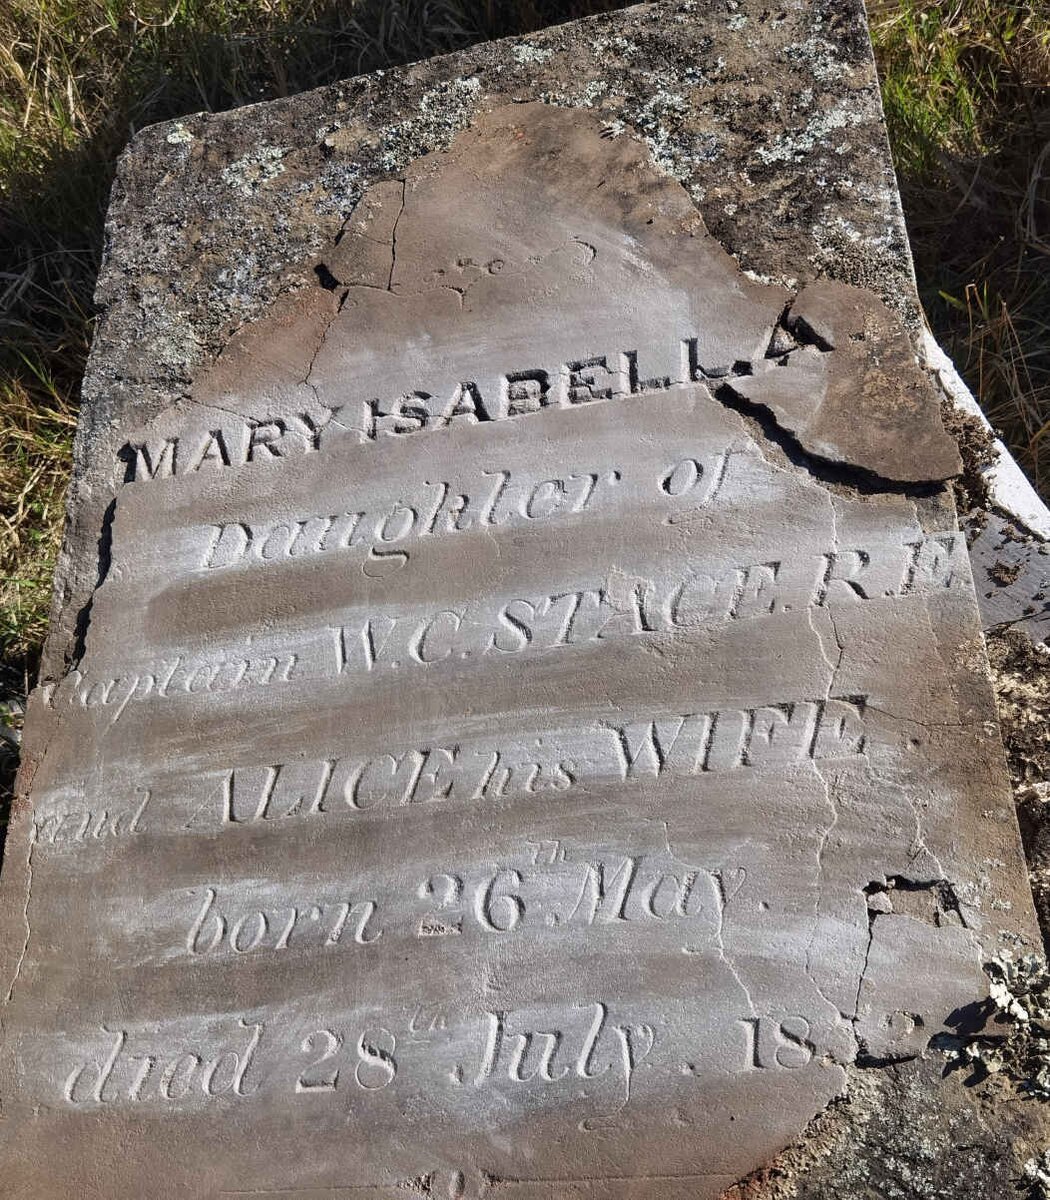 MARY ISABELLA
Daughter of
Captain W.C. STACE. R.E
and ALICE his WIFE
born 26th May.
died 28th July. 18